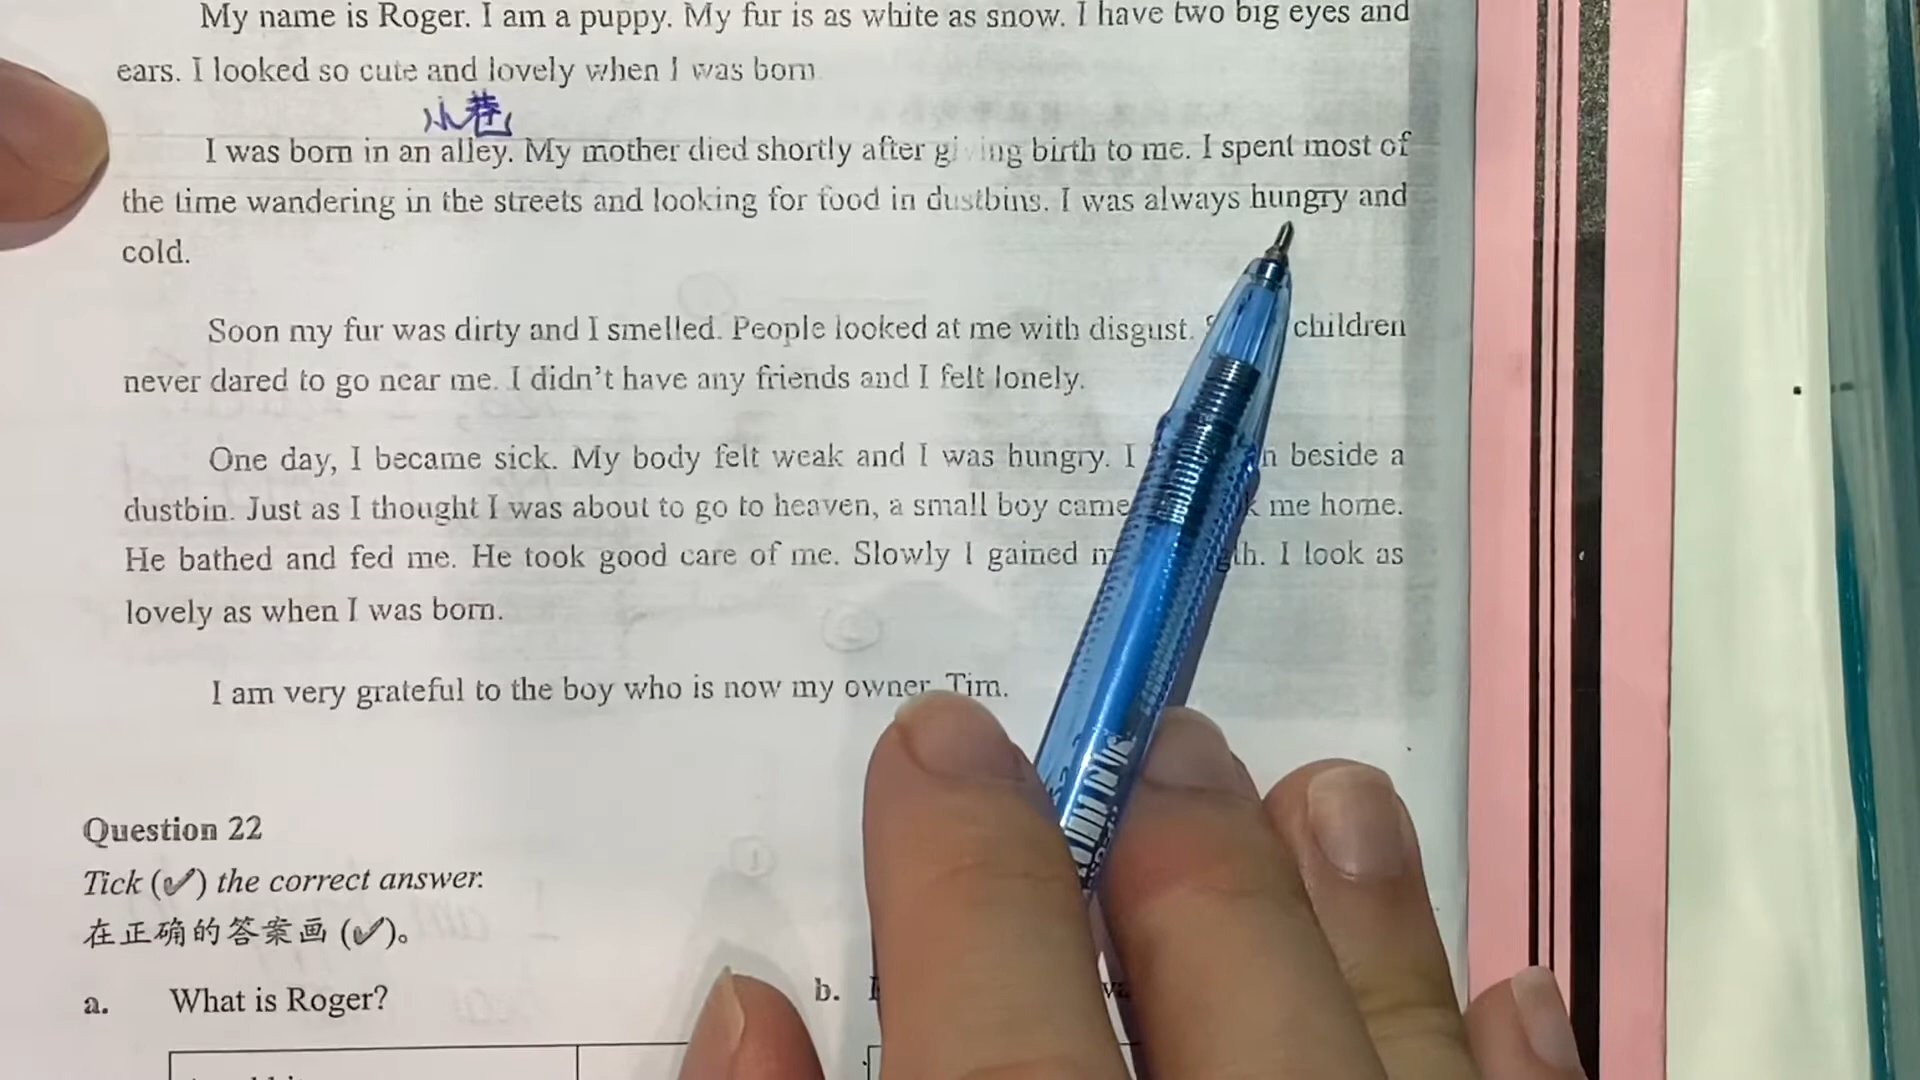 My name is Roger. I am a puppy. My fur is as white as snow. I have two big eyes and
ears. I looked so cute and lovely when I was born
小巷
I was born in an alley. My mother died shortly after giving birth to me. I spent most of
the time wandering in the streets and looking for food in dustbins. I was always hungry and
cold.
Soon my fur was dirty and I smelled. People looked at me with disgust. children
never dared to go near me. I didn't have any friends and I felt lonely.
One day, I became sick. My body felt weak and I was hungry. I beside a
dustbin. Just as I thought I was about to go to heaven, a small boy came me home.
He bathed and fed me. He took good care of me. Slowly I gained I look as
lovely as when I was born.
I am very grateful to the boy who is now my owner, Tim.
Question 22
Tick (✔) the correct answer.
在正确的答案画 (✔)。
a. What is Roger? b.